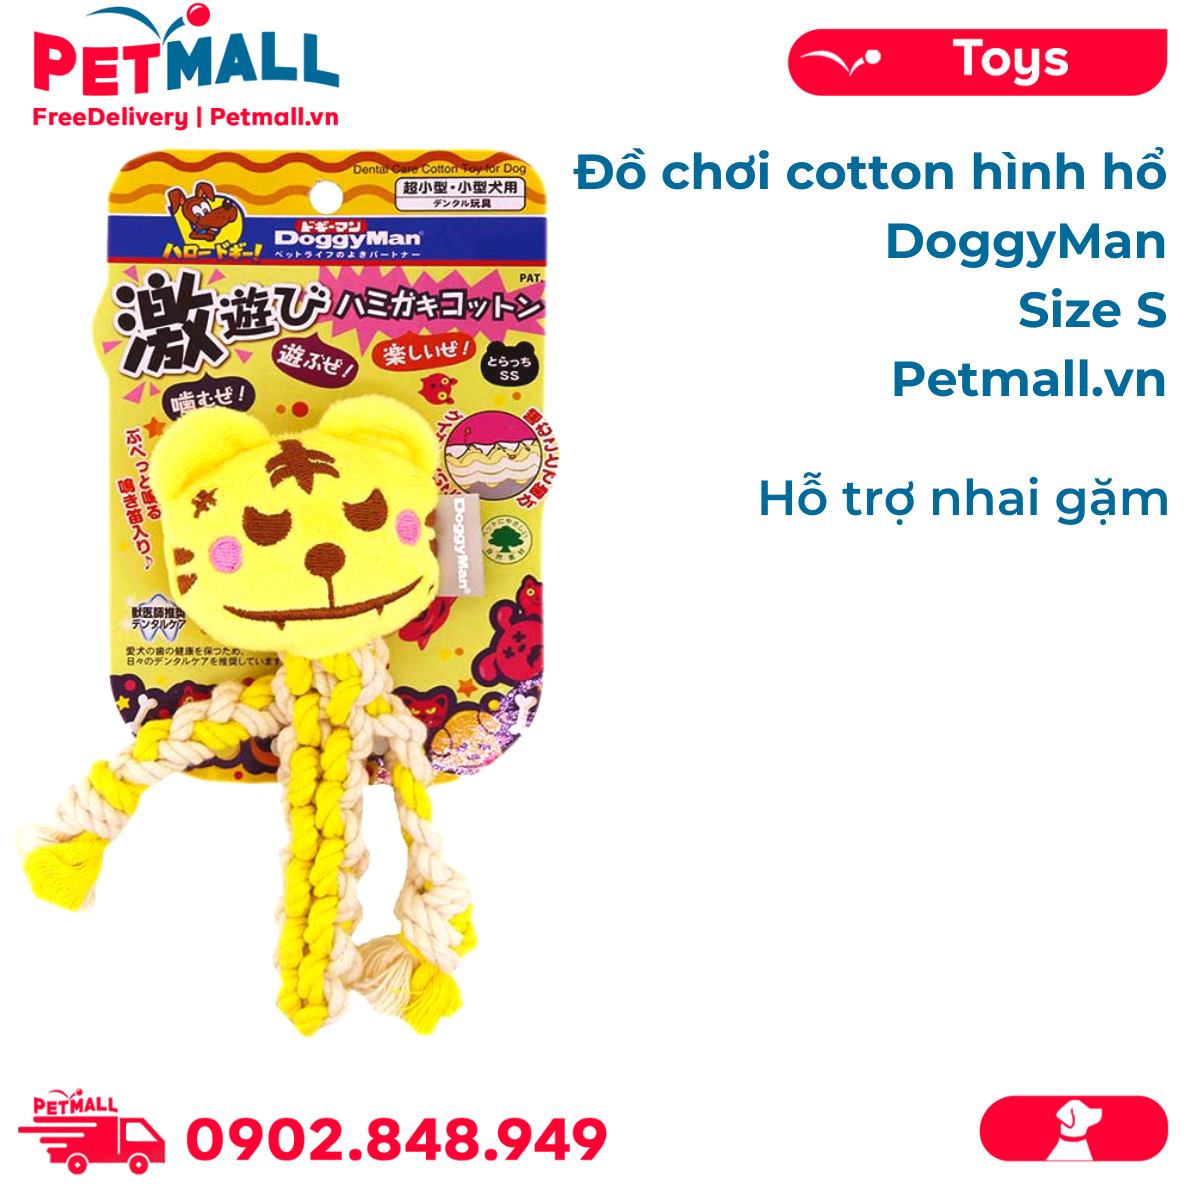 PETMALL
FreeDelivery | Petmall.vn
Toys
Đồ chơi cotton hình hổ
DoggyMan
Size S
Petmall.vn
Hỗ trợ nhai gặm
Dental Care Cotton Toy for Dog
超小型・小型犬用
デンタル玩具
ハロードギー!
ドギーマン
DoggyMan®
ペットライフのよきパートナー
PAT.
激遊び
ハミガキコットン
遊ぶぜ!
楽しいぜ!
とらっち
SS
噛むぜ!
ぷぺっと鳴る
鳴き笛入り♪
DoggyMan®
獣医師推奨
デンタルケア
愛犬の歯の健康を保つため、
日々のデンタルケアを推奨しています
PETMALL
0902.848.949